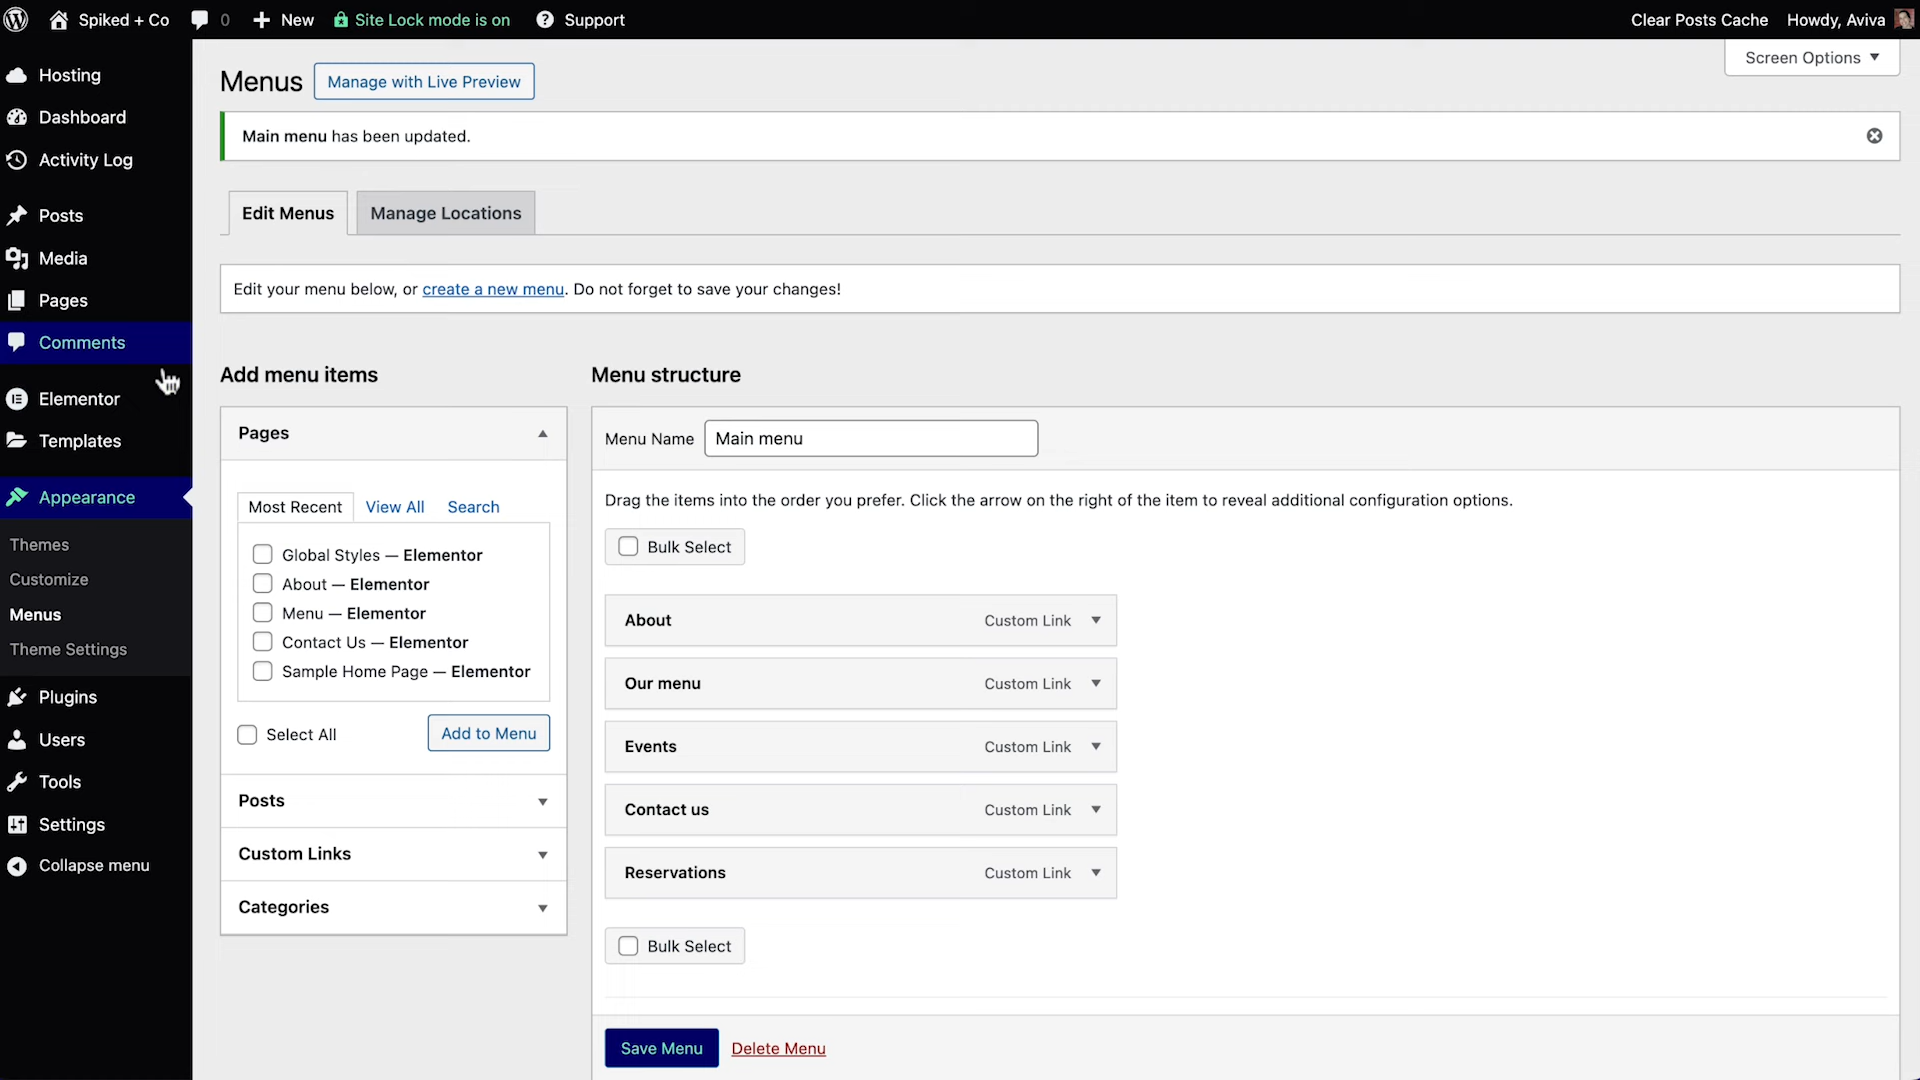 Spiked + Co 0 New Site Lock mode is on Support Clear Posts Cache Howdy, Aviva
Hosting
Dashboard
Activity Log
Posts
Media
Pages
Comments
Elementor
Templates
Appearance
Themes
Customize
Menus
Theme Settings
Plugins
Users
Tools
Settings
Collapse menu
Screen Options
Menus Manage with Live Preview
Main menu has been updated.
Edit Menus Manage Locations
Edit your menu below, or create a new menu. Do not forget to save your changes!
Add menu items
Pages
Most Recent View All Search
Global Styles — Elementor
About — Elementor
Menu — Elementor
Contact Us — Elementor
Sample Home Page — Elementor
Select All Add to Menu
Posts
Custom Links
Categories
Menu structure
Menu Name Main menu
Drag the items into the order you prefer. Click the arrow on the right of the item to reveal additional configuration options.
Bulk Select
About Custom Link
Our menu Custom Link
Events Custom Link
Contact us Custom Link
Reservations Custom Link
Bulk Select
Save Menu Delete Menu